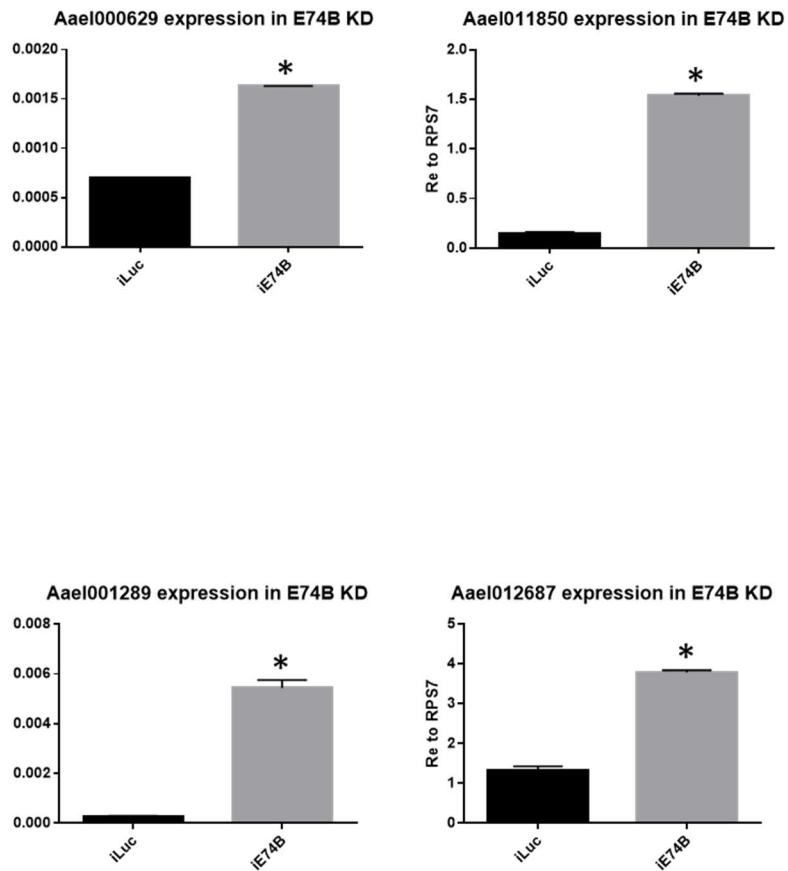 Aael000629 expression in E74B KD
0.0020
0.0015
0.0010
0.0005
0.0000
*
iLuc
iE74B
Aael011850 expression in E74B KD
Re to RPS7
2.0
1.5
1.0
0.5
0.0
*
iLuc
iE74B
Aael001289 expression in E74B KD
0.008
0.006
0.004
0.002
0.000
*
iLuc
iE74B
Aael012687 expression in E74B KD
Re to RPS7
5
4
3
2
1
0
*
iLuc
iE74B